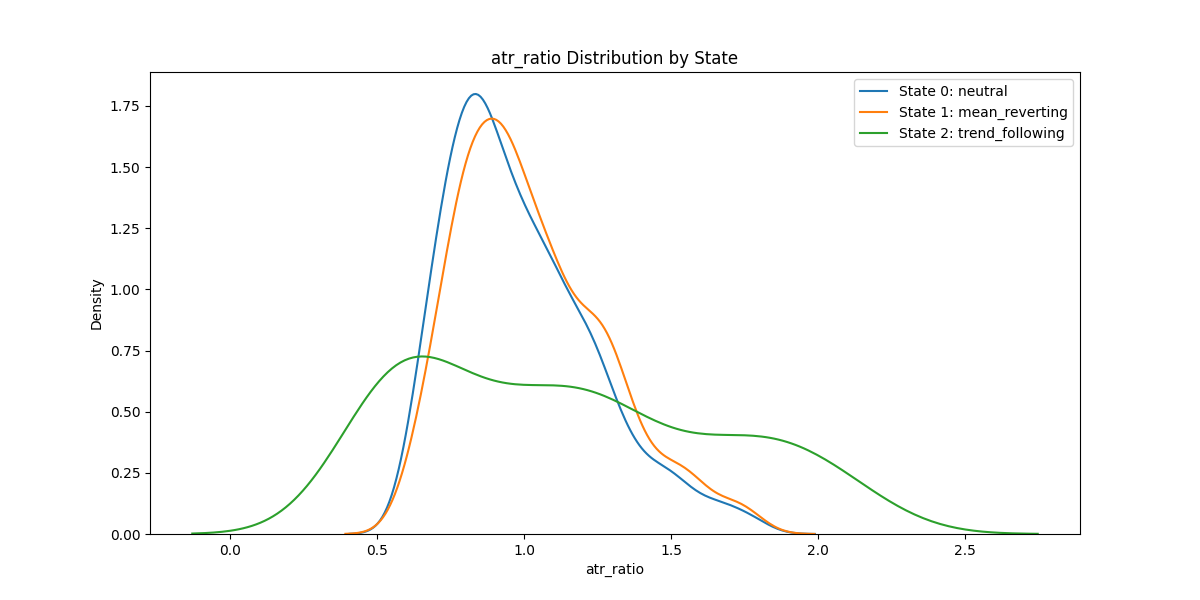 atr_ratio Distribution by State
State 0: neutral
State 1: mean_reverting
State 2: trend_following
1.75
1.50
1.25
1.00
0.75
0.50
0.25
0.00
Density
0.0
0.5
1.0
1.5
2.0
2.5
atr_ratio